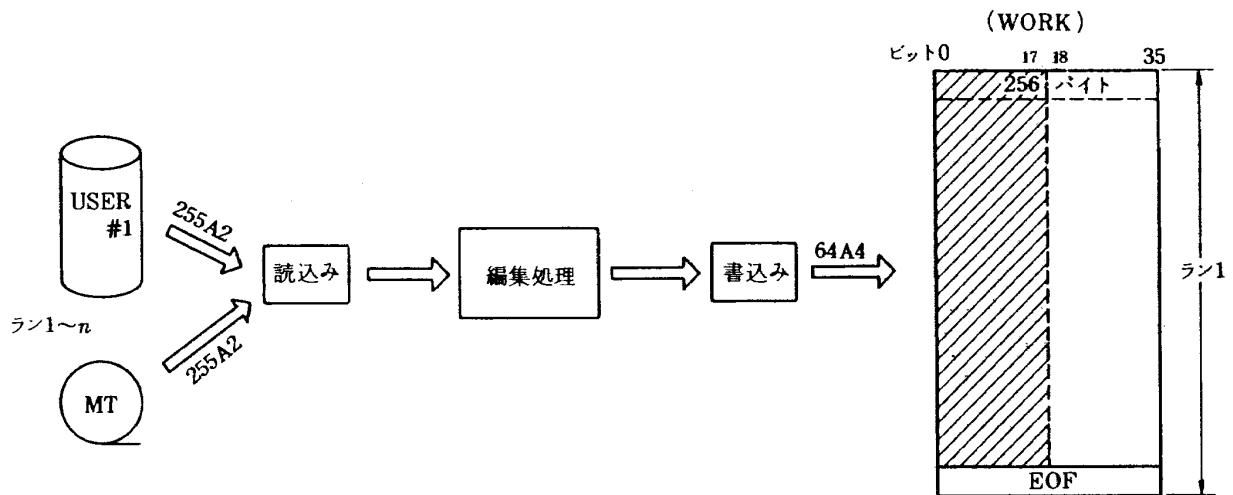 (WORK)
ビット0 17 18 35
256 バイト
USER
#1
255A2
読込み
編集処理
書込み
64A4
ラン1
ラン1〜n
255A2
MT
EOF